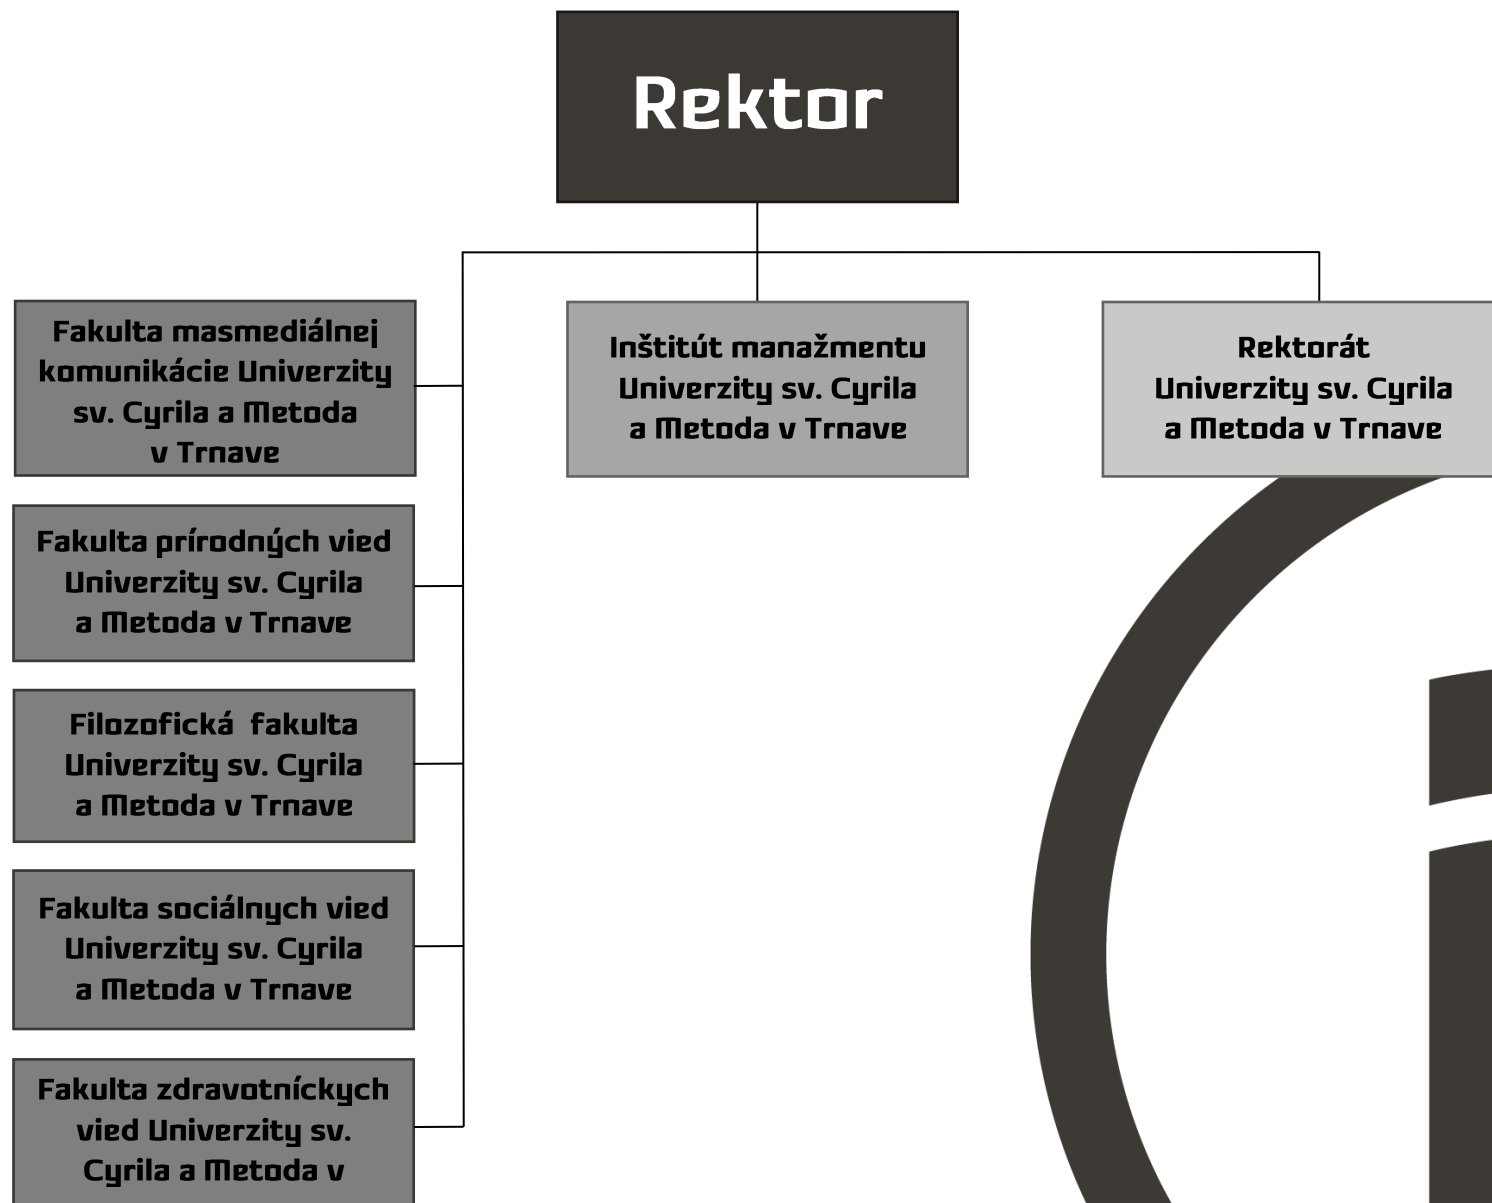 Rektor
Fakulta masmediálnej
komunikácie Univerzity
sv. Cyrila a Metoda
v Trnave
Inštitút manažmentu
Univerzity sv. Cyrila
a Metoda v Trnave
Rektorát
Univerzity sv. Cyrila
a Metoda v Trnave
Fakulta prírodných vied
Univerzity sv. Cyrila
a Metoda v Trnave
Filozofická fakulta
Univerzity sv. Cyrila
a Metoda v Trnave
Fakulta sociálnych vied
Univerzity sv. Cyrila
a Metoda v Trnave
Fakulta zdravotníckych
vied Univerzity sv.
Cyrila a Metoda v